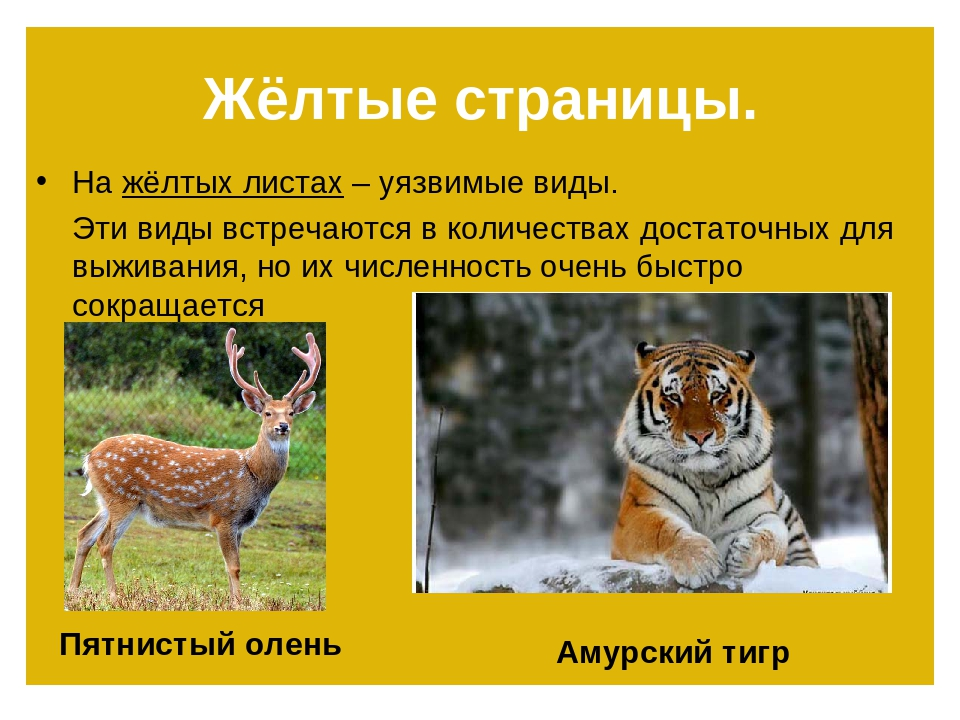 Жёлтые страницы.
• На жёлтых листах – уязвимые виды.
Эти виды встречаются в количествах достаточных для
выживания, но их численность очень быстро
сокращается
Пятнистый олень
Амурский тигр